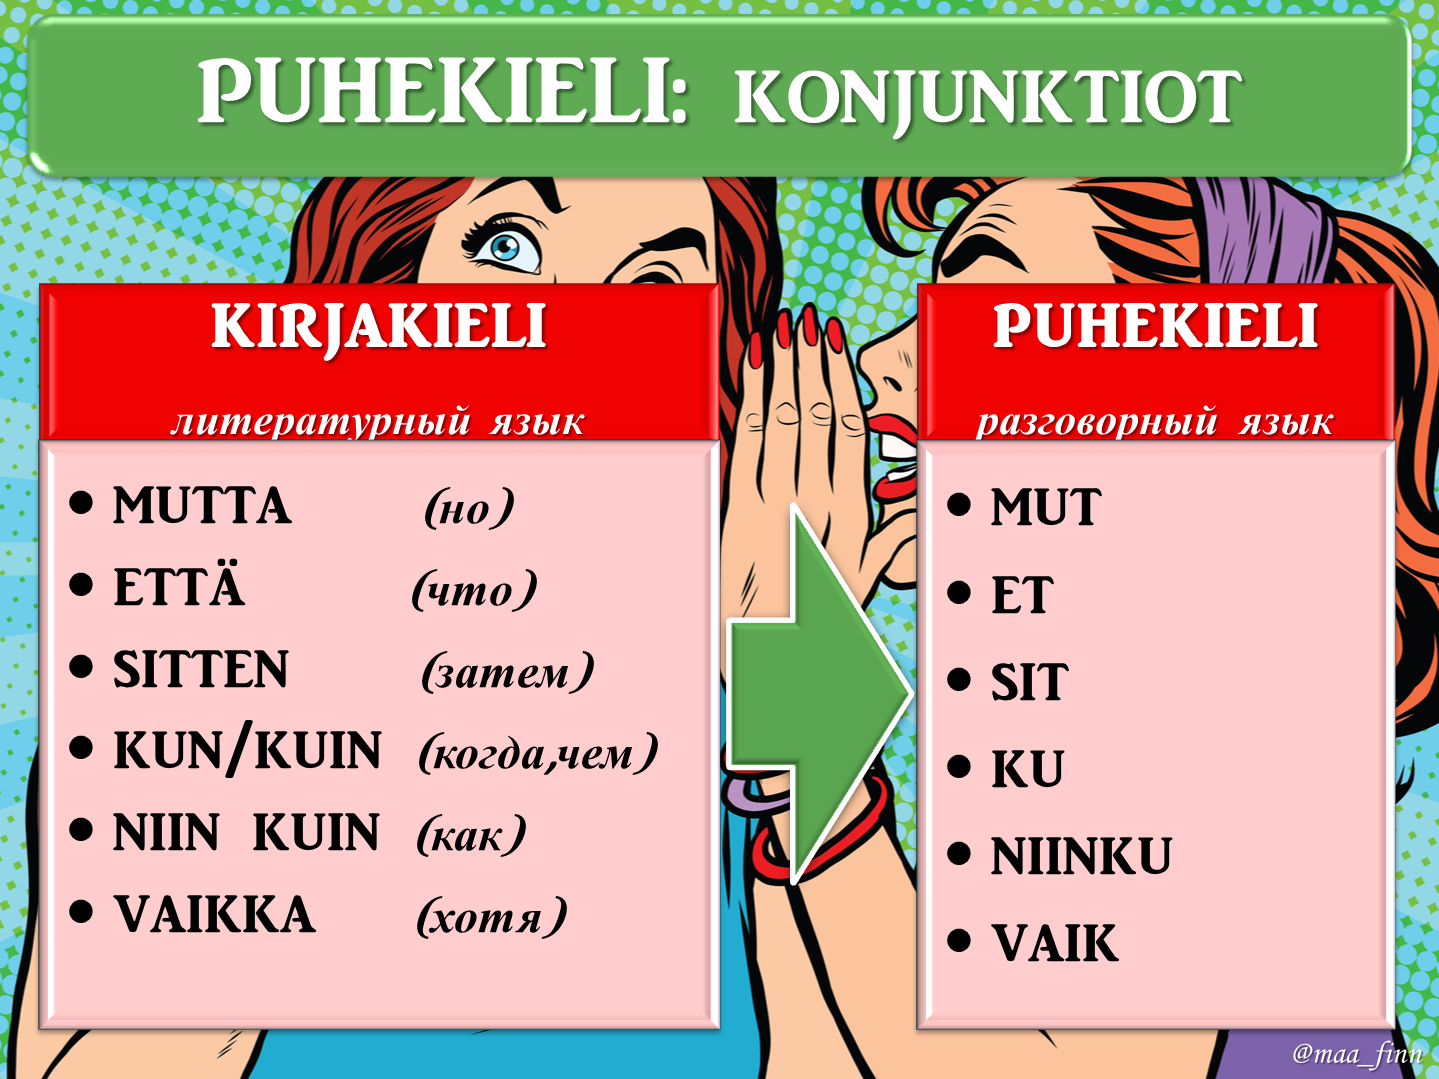 PUHEKIELI: KONJUNKTIOT
KIRJAKIELI
литературный язык
• MUTTA (но)
• ETTÄ (что)
• SITTEN (затем)
• KUN/KUIN (когда,чем)
• NIIN KUIN (как)
• VAIKKA (хотя)
PUHEKIELI
разговорный язык
• MUT
• ET
• SIT
• KU
• NIINKU
• VAIK
@maa_finn